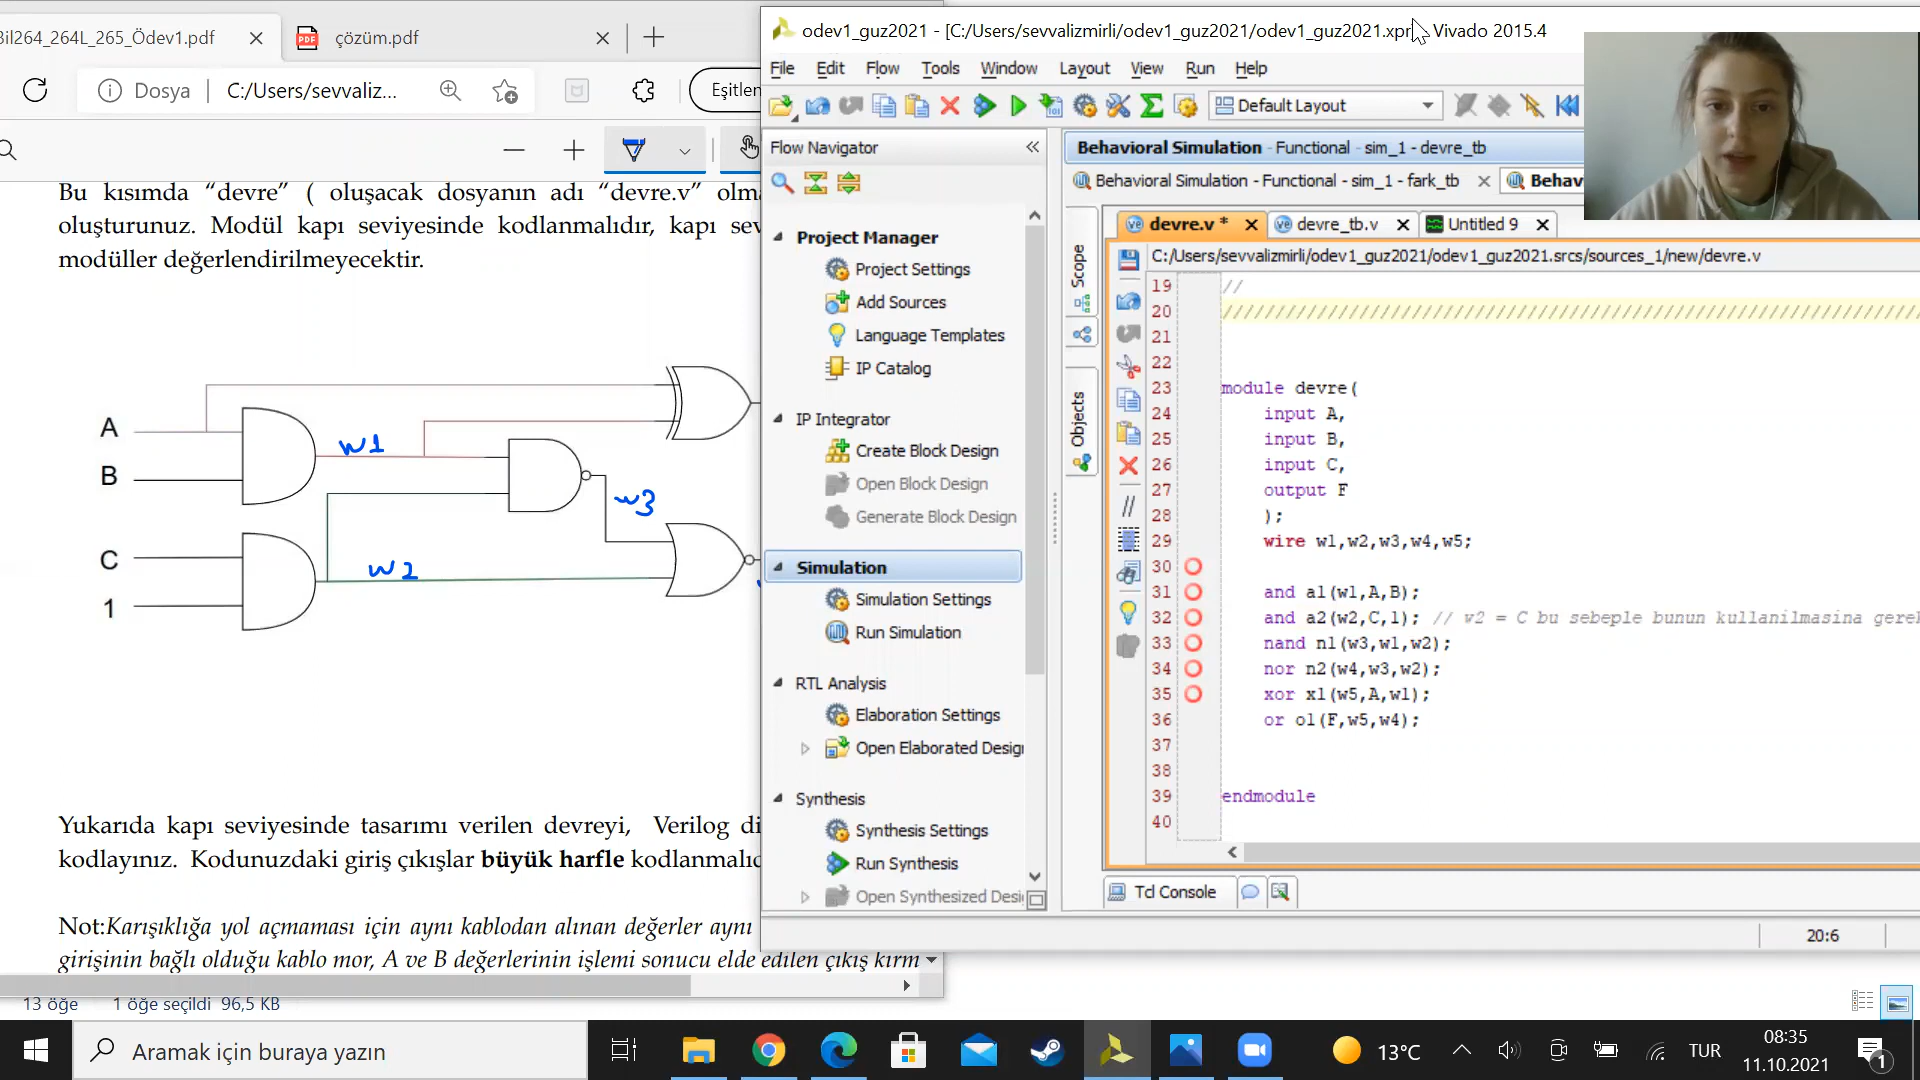 Bil264_264L_265_Ödev1.pdf
çözüm.pdf
Dosya
C:/Users/sevvaliz...
Eşitlen
Bu kısımda “devre” ( oluşacak dosyanın adı “devre.v” olma
oluşturunuz. Modül kapı seviyesinde kodlanmalıdır, kapı sev
modüller değerlendirilmeyecektir.
A
B
C
1
w1
w2
w3
Yukarıda kapı seviyesinde tasarımı verilen devreyi, Verilog di
kodlayınız. Kodunuzdaki giriş çıkışlar büyük harfle kodlanmalıd
Not:Karışıklığa yol açmaması için aynı kablodan alınan değerler aynı
girişinin bağlı olduğu kablo mor, A ve B değerlerinin işlemi sonucu elde edilen çıkış kırm
13 öğe 1 öğe seçildi 96,5 KB
odev1_guz2021 - [C:/Users/sevvalizmirli/odev1_guz2021/odev1_guz2021.xpr] - Vivado 2015.4
File Edit Flow Tools Window Layout View Run Help
Default Layout
Flow Navigator
Project Manager
Project Settings
Add Sources
Language Templates
IP Catalog
IP Integrator
Create Block Design
Open Block Design
Generate Block Design
Simulation
Simulation Settings
Run Simulation
RTL Analysis
Elaboration Settings
Open Elaborated Design
Synthesis
Synthesis Settings
Run Synthesis
Open Synthesized Desi
Behavioral Simulation - Functional - sim_1 - devre_tb
Behavioral Simulation - Functional - sim_1 - fark_tb
Behav
Scope
Objects
devre.v *
devre_tb.v
Untitled 9
C:/Users/sevvalizmirli/odev1_guz2021/odev1_guz2021.srcs/sources_1/new/devre.v
19 //
20 //////////////////////////////////////////////////////////////////
21
22
23 module devre(
24 input A,
25 input B,
26 input C,
27 output F
28 );
29 wire w1,w2,w3,w4,w5;
30
31 and a1(w1,A,B);
32 and a2(w2,C,1); // w2 = C bu sebeple bunun kullanilmasina gerek
33 nand n1(w3,w1,w2);
34 nor n2(w4,w3,w2);
35 xor x1(w5,A,w1);
36 or o1(F,w5,w4);
37
38
39 endmodule
40
Tcl Console
20:6
Aramak için buraya yazın
13°C
TUR
08:35
11.10.2021
1